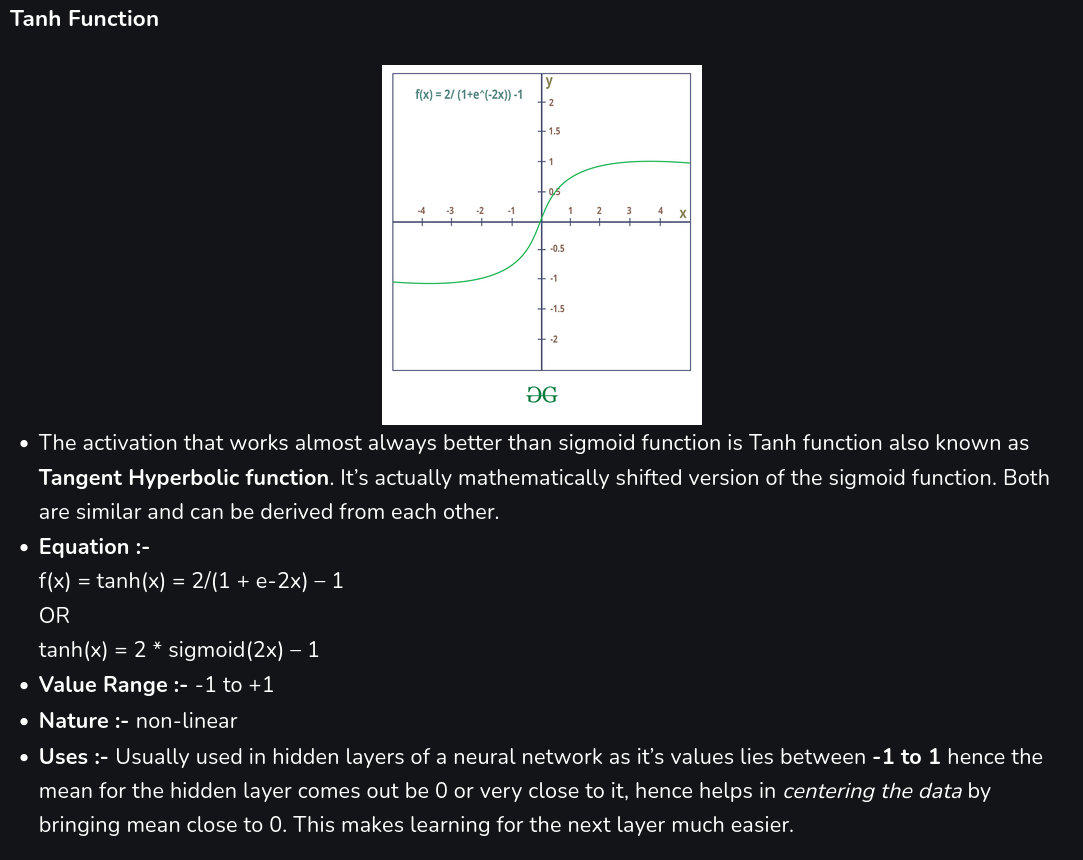 Tanh Function
y
f(x) = 2/ (1+e^(-2x)) -1
2
1.5
1
0.5
-4 -3 -2 -1 1 2 3 4 x
-0.5
-1
-1.5
-2
• The activation that works almost always better than sigmoid function is Tanh function also known as
Tangent Hyperbolic function. It’s actually mathematically shifted version of the sigmoid function. Both
are similar and can be derived from each other.
• Equation :-
f(x) = tanh(x) = 2/(1 + e-2x) – 1
OR
tanh(x) = 2 * sigmoid(2x) – 1
• Value Range :- -1 to +1
• Nature :- non-linear
• Uses :- Usually used in hidden layers of a neural network as it’s values lies between -1 to 1 hence the
mean for the hidden layer comes out be 0 or very close to it, hence helps in centering the data by
bringing mean close to 0. This makes learning for the next layer much easier.